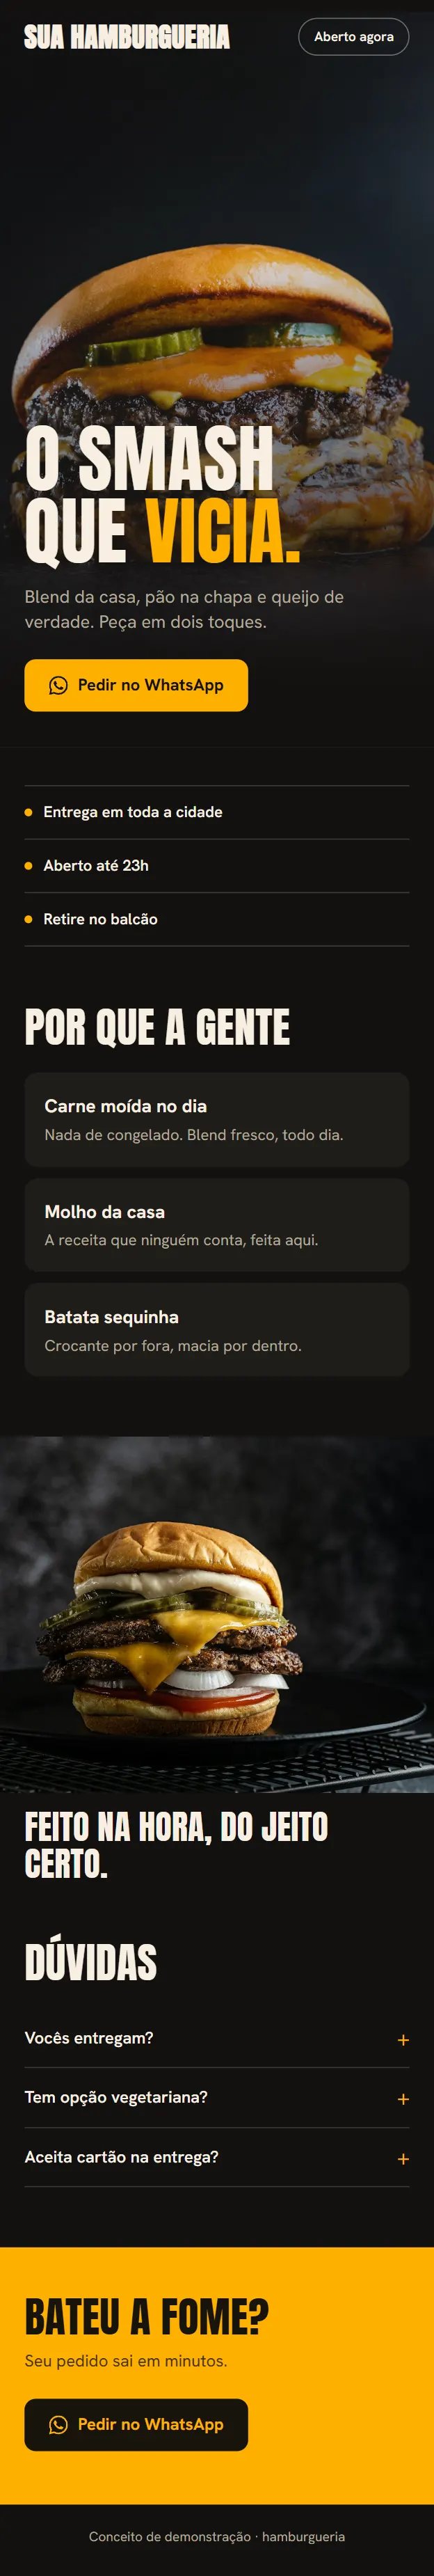 SUA HAMBURGUERIA
Aberto agora
O SMASH
QUE VICIA.
Blend da casa, pão na chapa e queijo de
verdade. Peça em dois toques.
Pedir no WhatsApp
Entrega em toda a cidade
Aberto até 23h
Retire no balcão
POR QUE A GENTE
Carne moída no dia
Nada de congelado. Blend fresco, todo dia.
Molho da casa
A receita que ninguém conta, feita aqui.
Batata sequinha
Crocante por fora, macia por dentro.
FEITO NA HORA, DO JEITO
CERTO.
DÚVIDAS
Vocês entregam? +
Tem opção vegetariana? +
Aceita cartão na entrega? +
BATEU A FOME?
Seu pedido sai em minutos.
Pedir no WhatsApp
Conceito de demonstração · hamburgueria